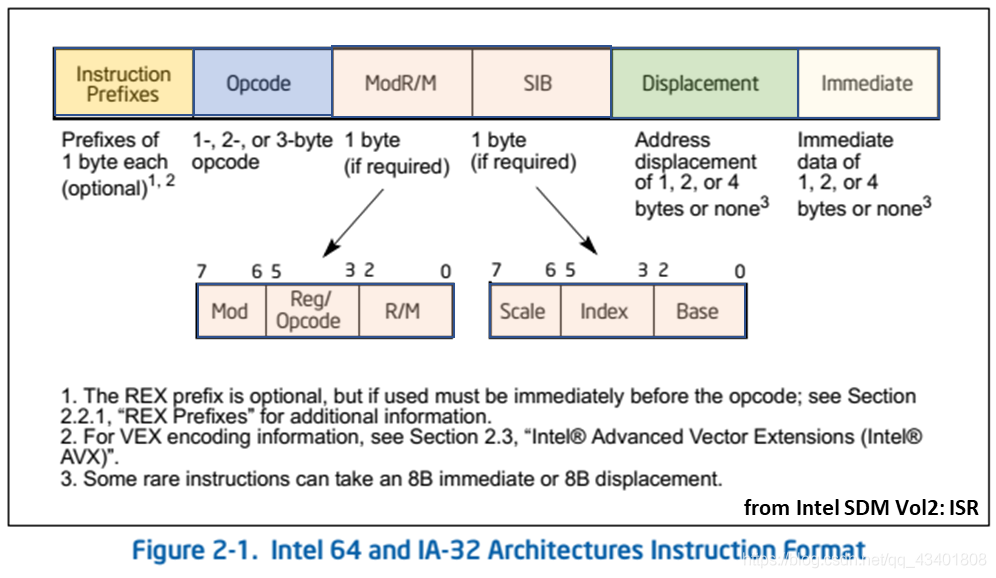 Instruction Prefixes Opcode ModR/M SIB Displacement Immediate
Prefixes of 1 byte each (optional)1, 2
1-, 2-, or 3-byte opcode
1 byte (if required)
1 byte (if required)
Address displacement of 1, 2, or 4 bytes or none3
Immediate data of 1, 2, or 4 bytes or none3
7 6 5 3 2 0
7 6 5 3 2 0
Mod Reg/Opcode R/M
Scale Index Base
1. The REX prefix is optional, but if used must be immediately before the opcode; see Section
2.2.1, “REX Prefixes” for additional information.
2. For VEX encoding information, see Section 2.3, “Intel® Advanced Vector Extensions (Intel®
AVX)”.
3. Some rare instructions can take an 8B immediate or 8B displacement.
from Intel SDM Vol2: ISR
Figure 2-1. Intel 64 and IA-32 Architectures Instruction Format
https://blog.csdn.net/qq_43401808